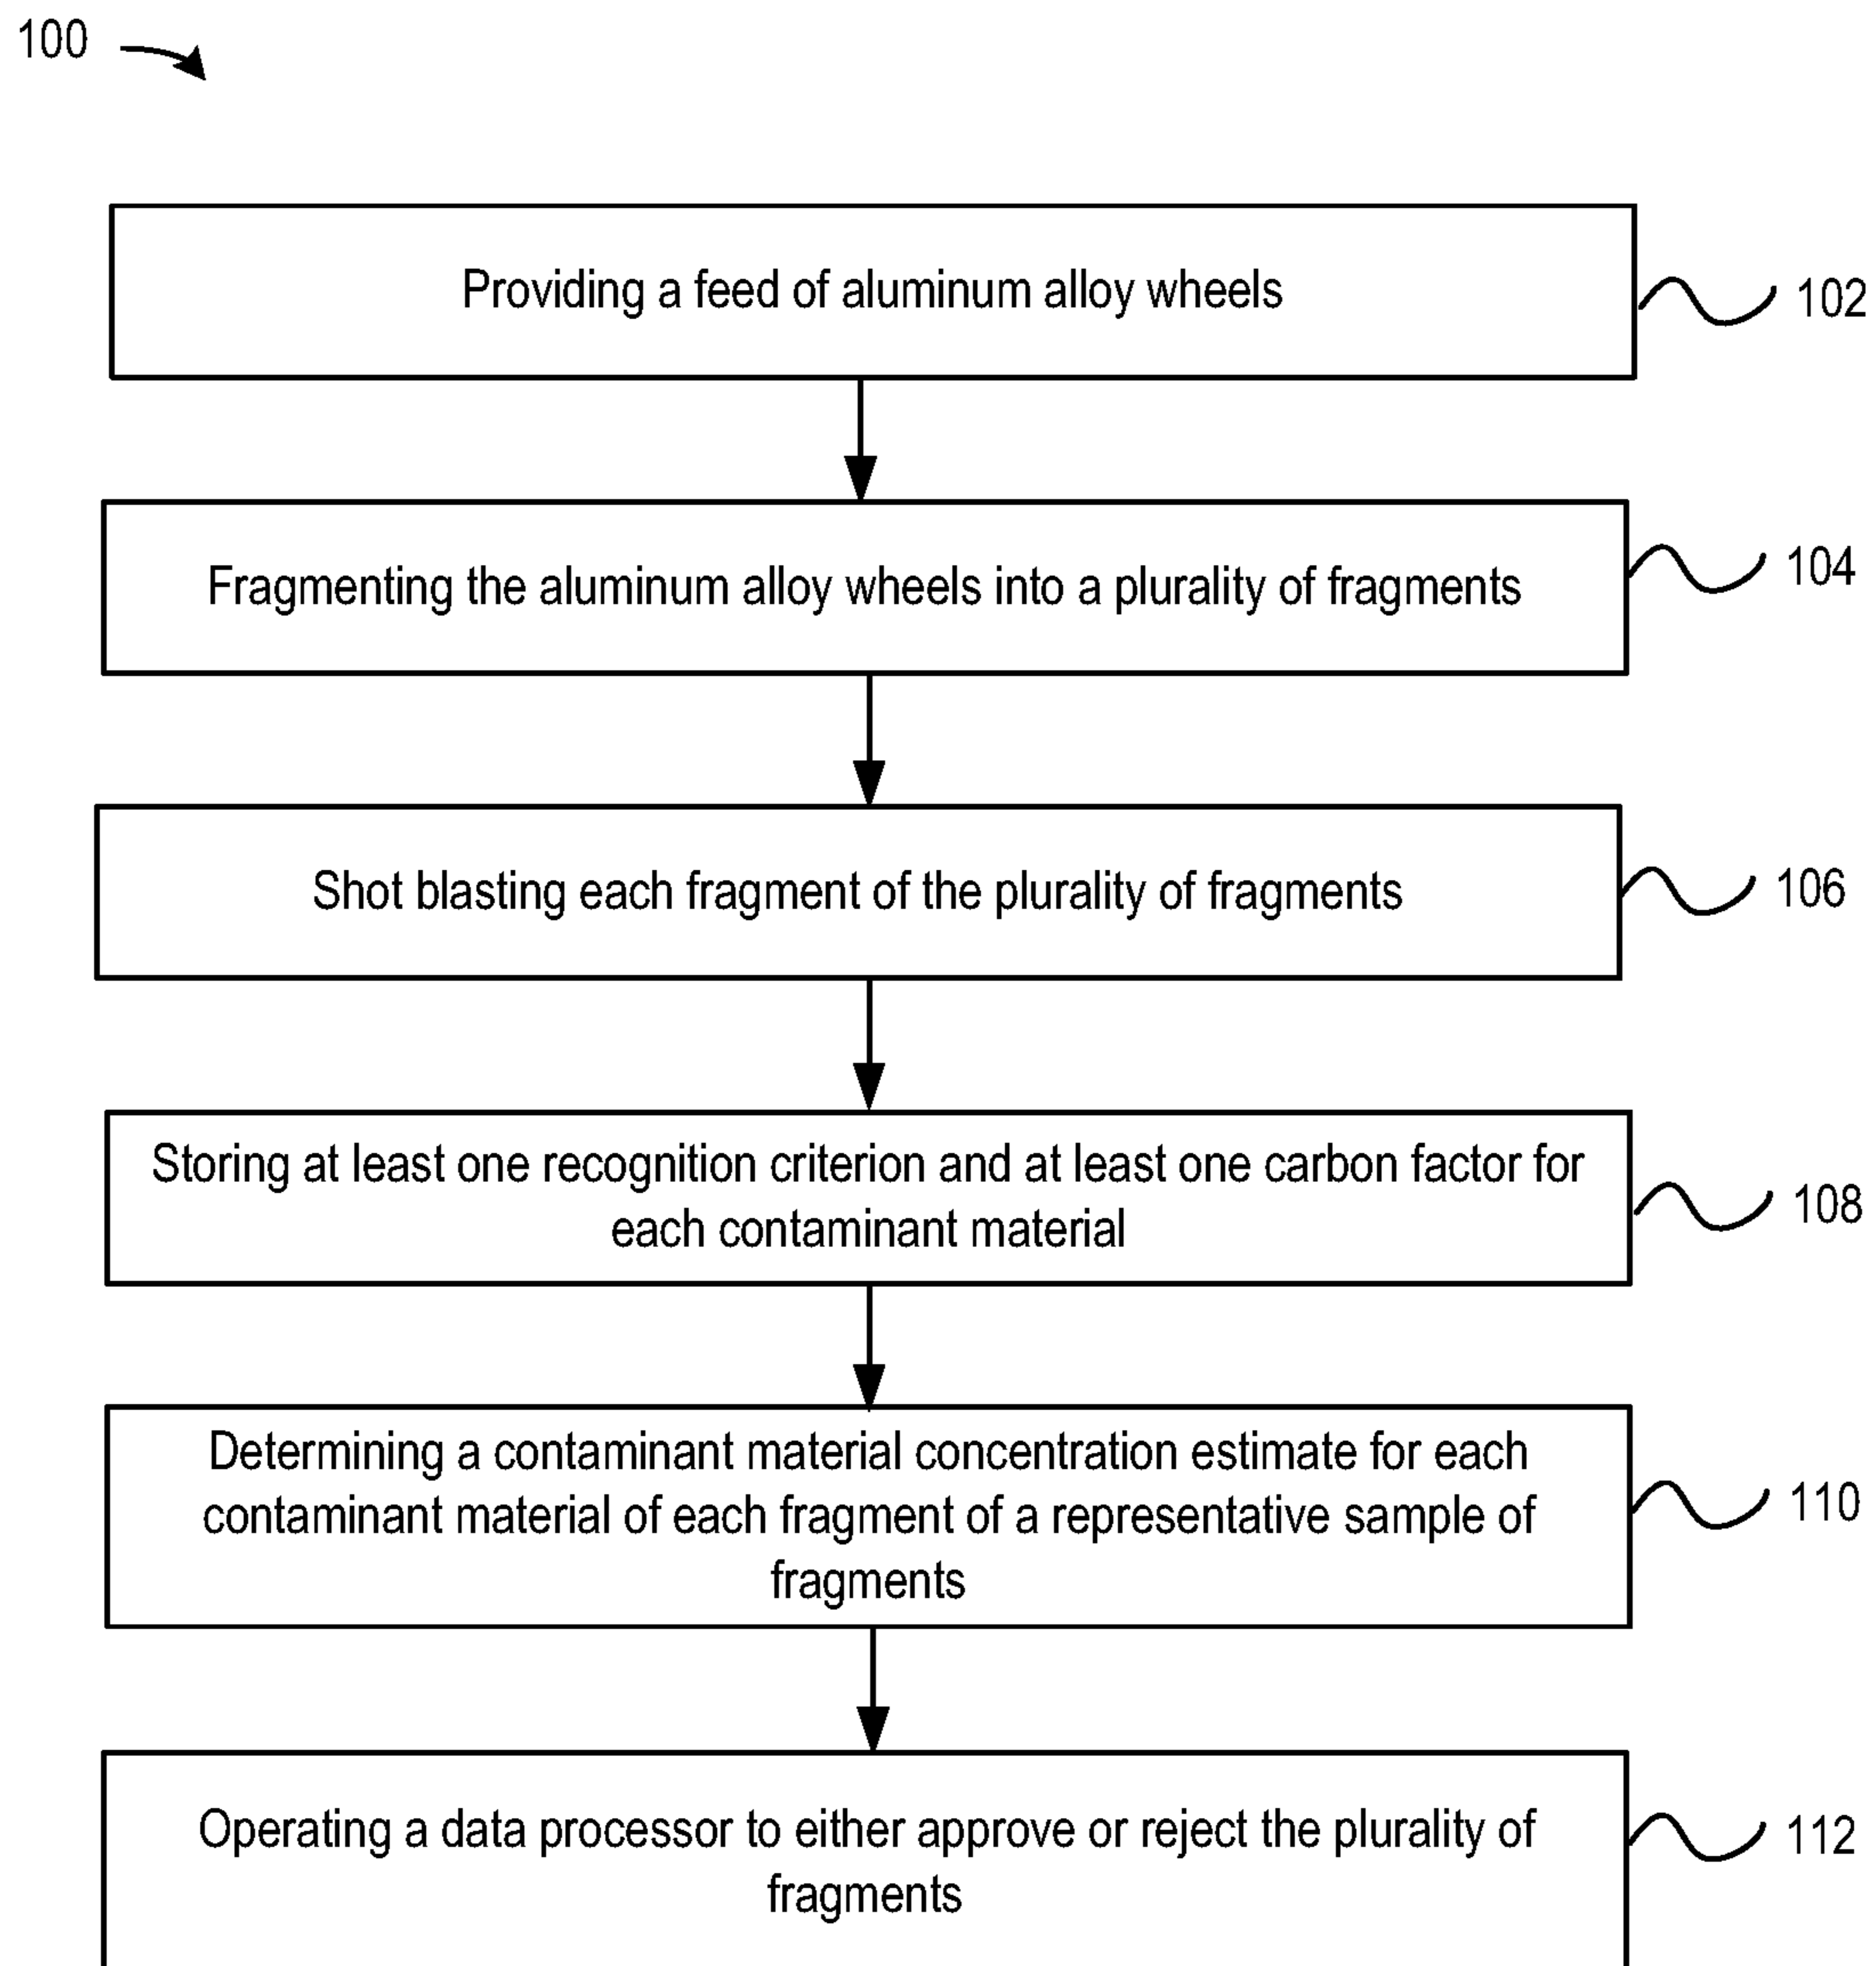 100
Providing a feed of aluminum alloy wheels
102
Fragmenting the aluminum alloy wheels into a plurality of fragments
104
Shot blasting each fragment of the plurality of fragments
106
Storing at least one recognition criterion and at least one carbon factor for
each contaminant material
108
Determining a contaminant material concentration estimate for each
contaminant material of each fragment of a representative sample of
fragments
110
Operating a data processor to either approve or reject the plurality of
fragments
112